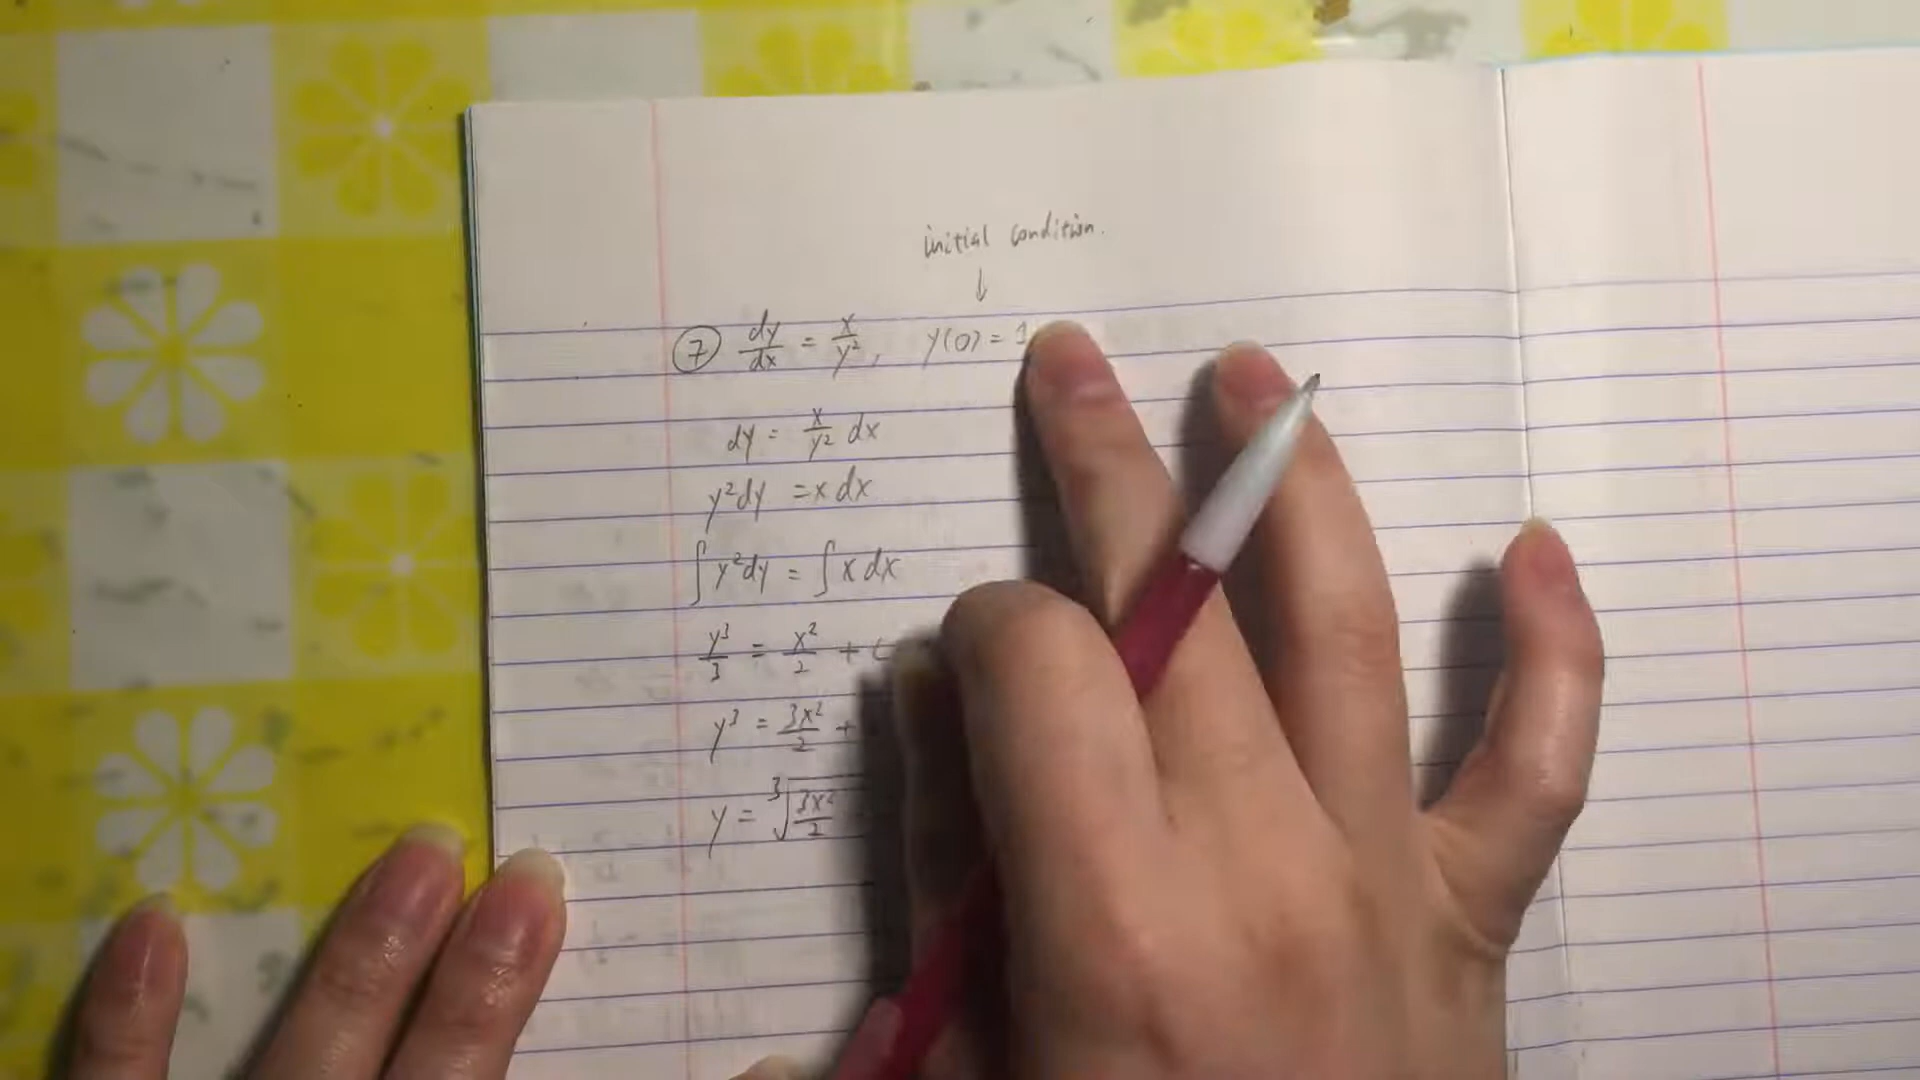 initial condition.
↓
⑦ dy/dx = x/y², y(0) = 1
dy = x/y² dx
y²dy = x dx
∫y²dy = ∫x dx
y³/3 = x²/2 +
y³ = 3x²/2 +
y = ³√3x²/2